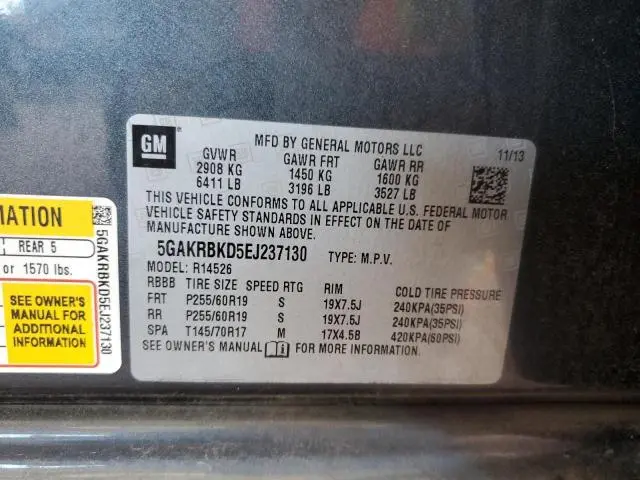 GM
MFD BY GENERAL MOTORS LLC
11/13
GVWR GAWR FRT GAWR RR
2908 KG 1450 KG 1600 KG
6411 LB 3196 LB 3527 LB
THIS VEHICLE CONFORMS TO ALL APPLICABLE U.S. FEDERAL MOTOR
VEHICLE SAFETY STANDARDS IN EFFECT ON THE DATE OF
MANUFACTURE SHOWN ABOVE.
5GAKRBKD5EJ237130 TYPE: M.P.V.
MODEL: R14526
RBBB TIRE SIZE SPEED RTG RIM COLD TIRE PRESSURE
FRT P255/60R19 S 19X7.5J 240KPA(35PSI)
RR P255/60R19 S 19X7.5J 240KPA(35PSI)
SPA T145/70R17 M 17X4.5B 420KPA(60PSI)
SEE OWNER'S MANUAL FOR MORE INFORMATION.
MATION
REAR 5
or 1570 lbs.
SEE OWNER'S
MANUAL FOR
ADDITIONAL
INFORMATION
5GAKRBKD5EJ237130